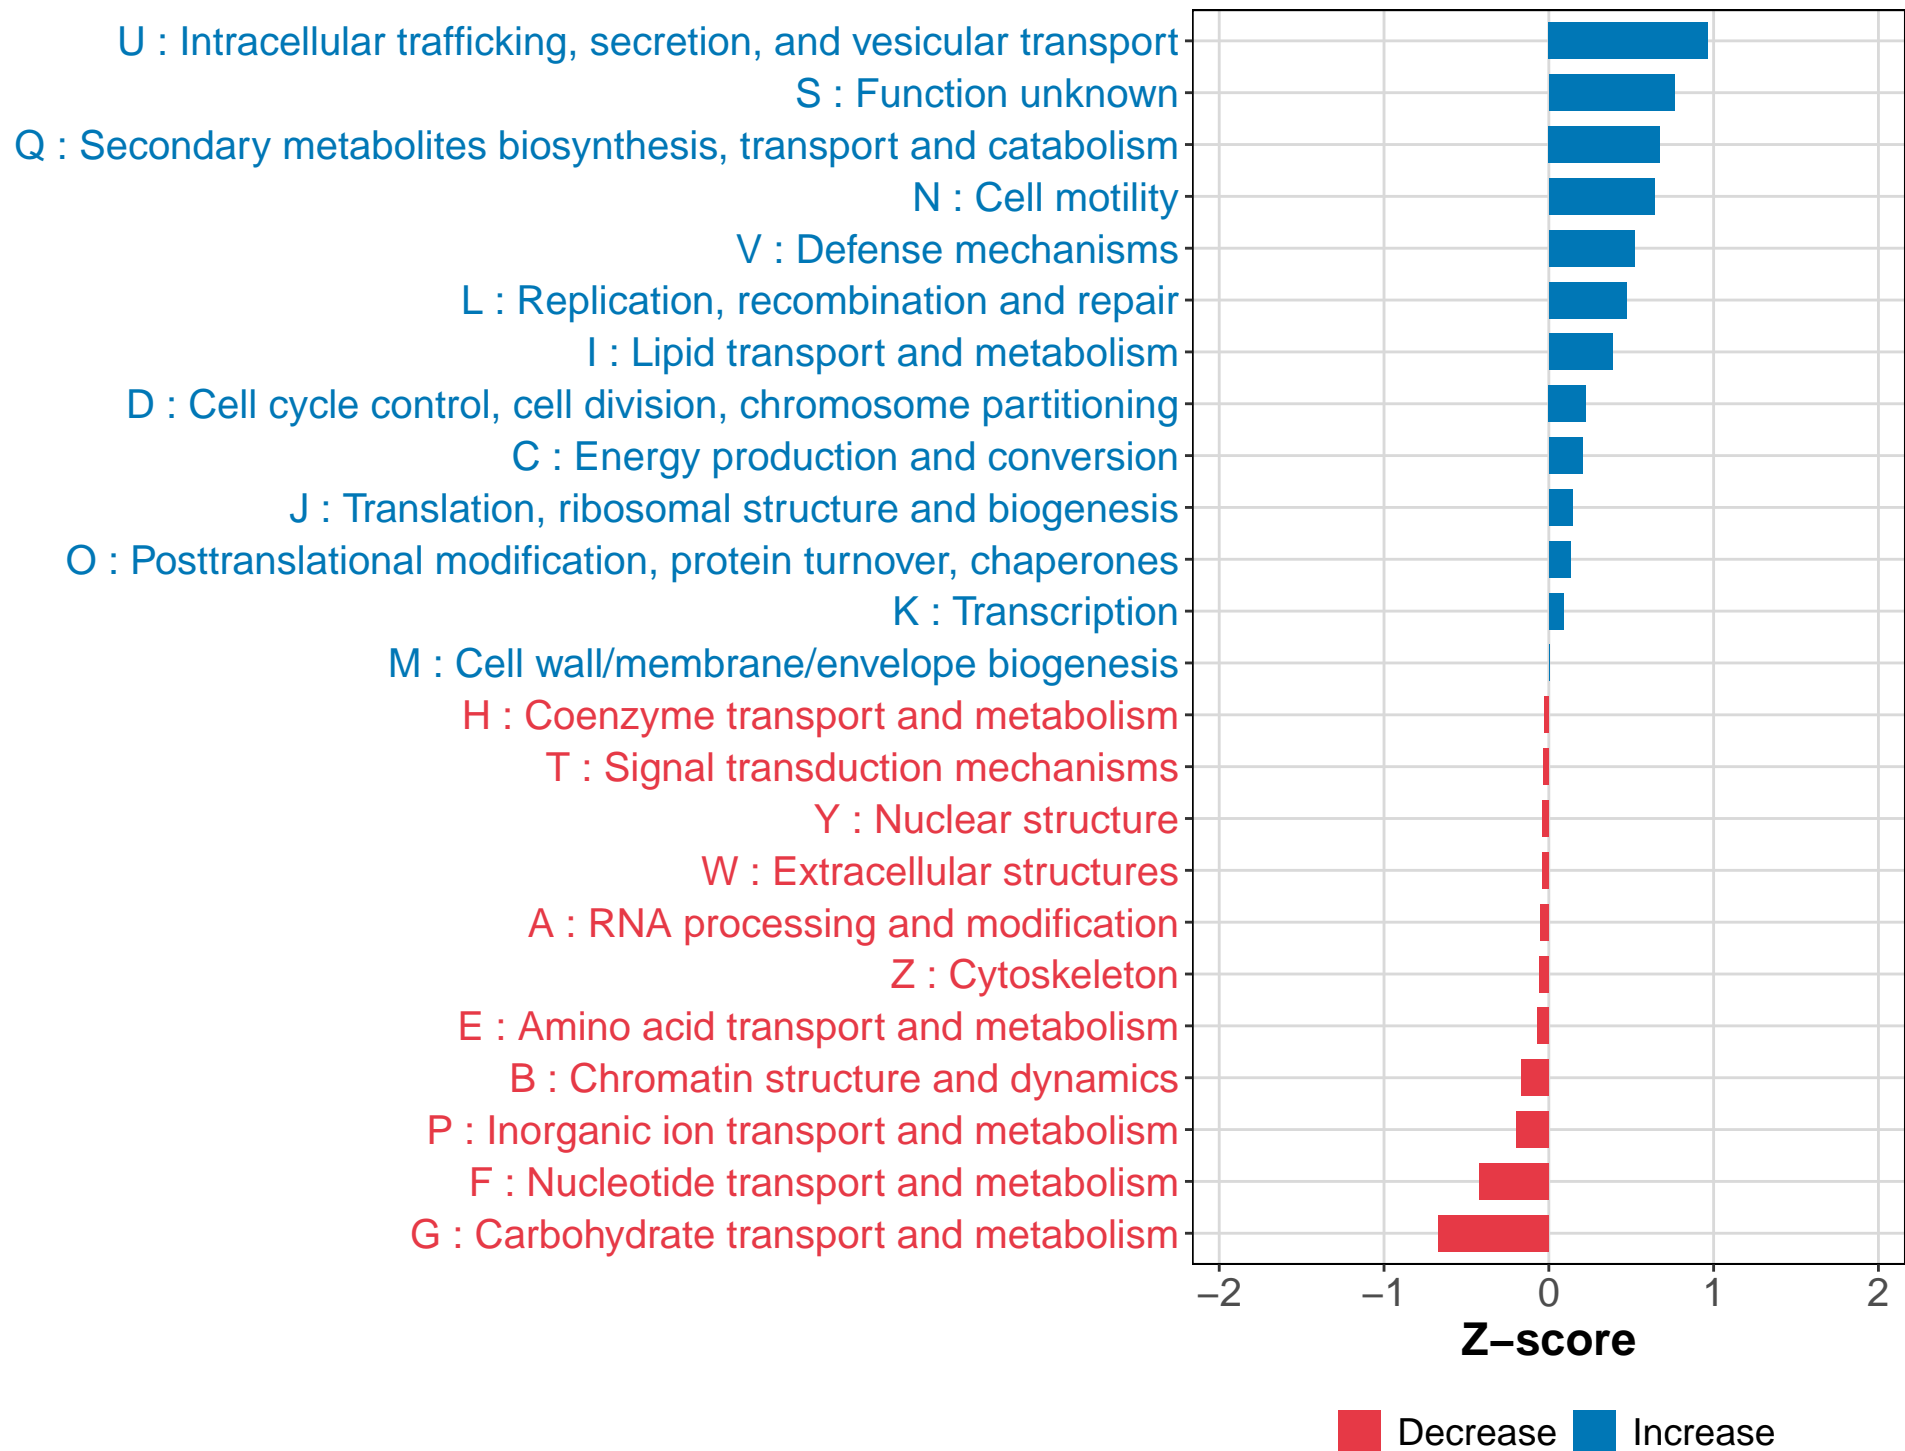 U : Intracellular trafficking, secretion, and vesicular transport
S : Function unknown
Q : Secondary metabolites biosynthesis, transport and catabolism
N : Cell motility
V : Defense mechanisms
L : Replication, recombination and repair
I : Lipid transport and metabolism
D : Cell cycle control, cell division, chromosome partitioning
C : Energy production and conversion
J : Translation, ribosomal structure and biogenesis
O : Posttranslational modification, protein turnover, chaperones
K : Transcription
M : Cell wall/membrane/envelope biogenesis
H : Coenzyme transport and metabolism
T : Signal transduction mechanisms
Y : Nuclear structure
W : Extracellular structures
A : RNA processing and modification
Z : Cytoskeleton
E : Amino acid transport and metabolism
B : Chromatin structure and dynamics
P : Inorganic ion transport and metabolism
F : Nucleotide transport and metabolism
G : Carbohydrate transport and metabolism
−2 −1 0 1 2
Z−score
Decrease Increase